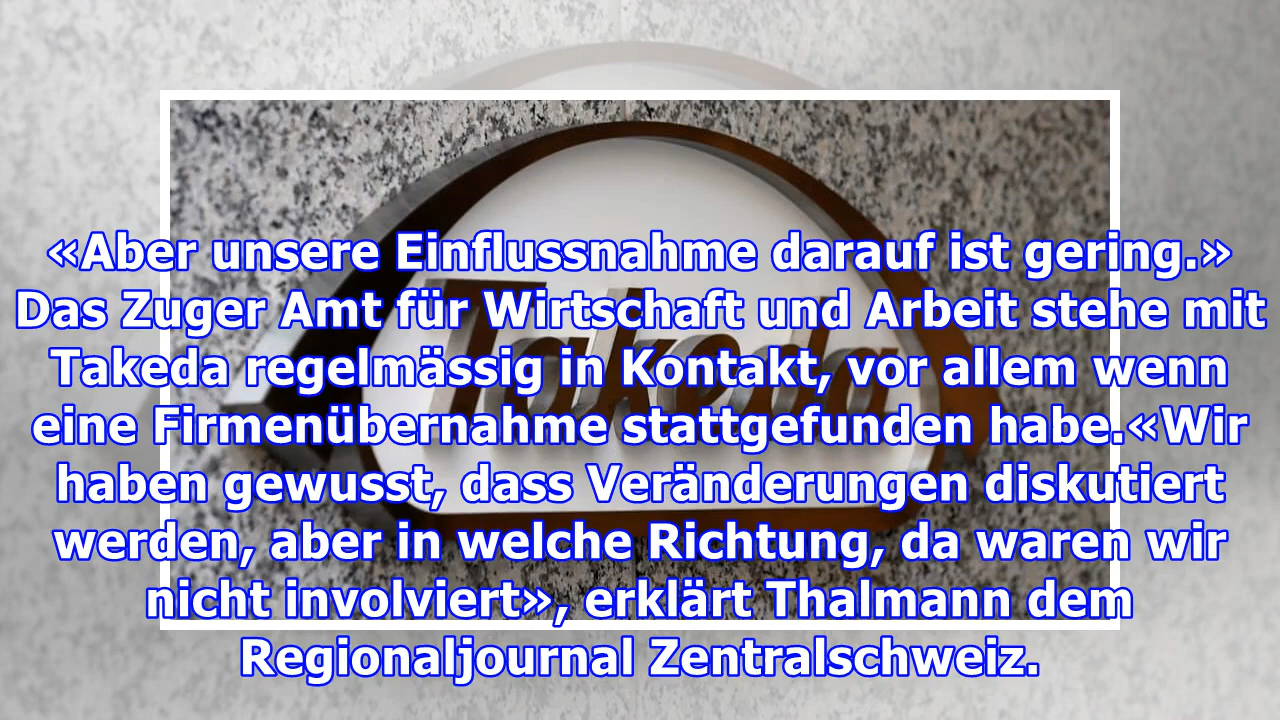 «Aber unsere Einflussnahme darauf ist gering.»
Das Zuger Amt für Wirtschaft und Arbeit stehe mit
Takeda regelmässig in Kontakt, vor allem wenn
eine Firmenübernahme stattgefunden habe.«Wir
haben gewusst, dass Veränderungen diskutiert
werden, aber in welche Richtung, da waren wir
nicht involviert», erklärt Thalmann dem
Regionaljournal Zentralschweiz.
Takeda